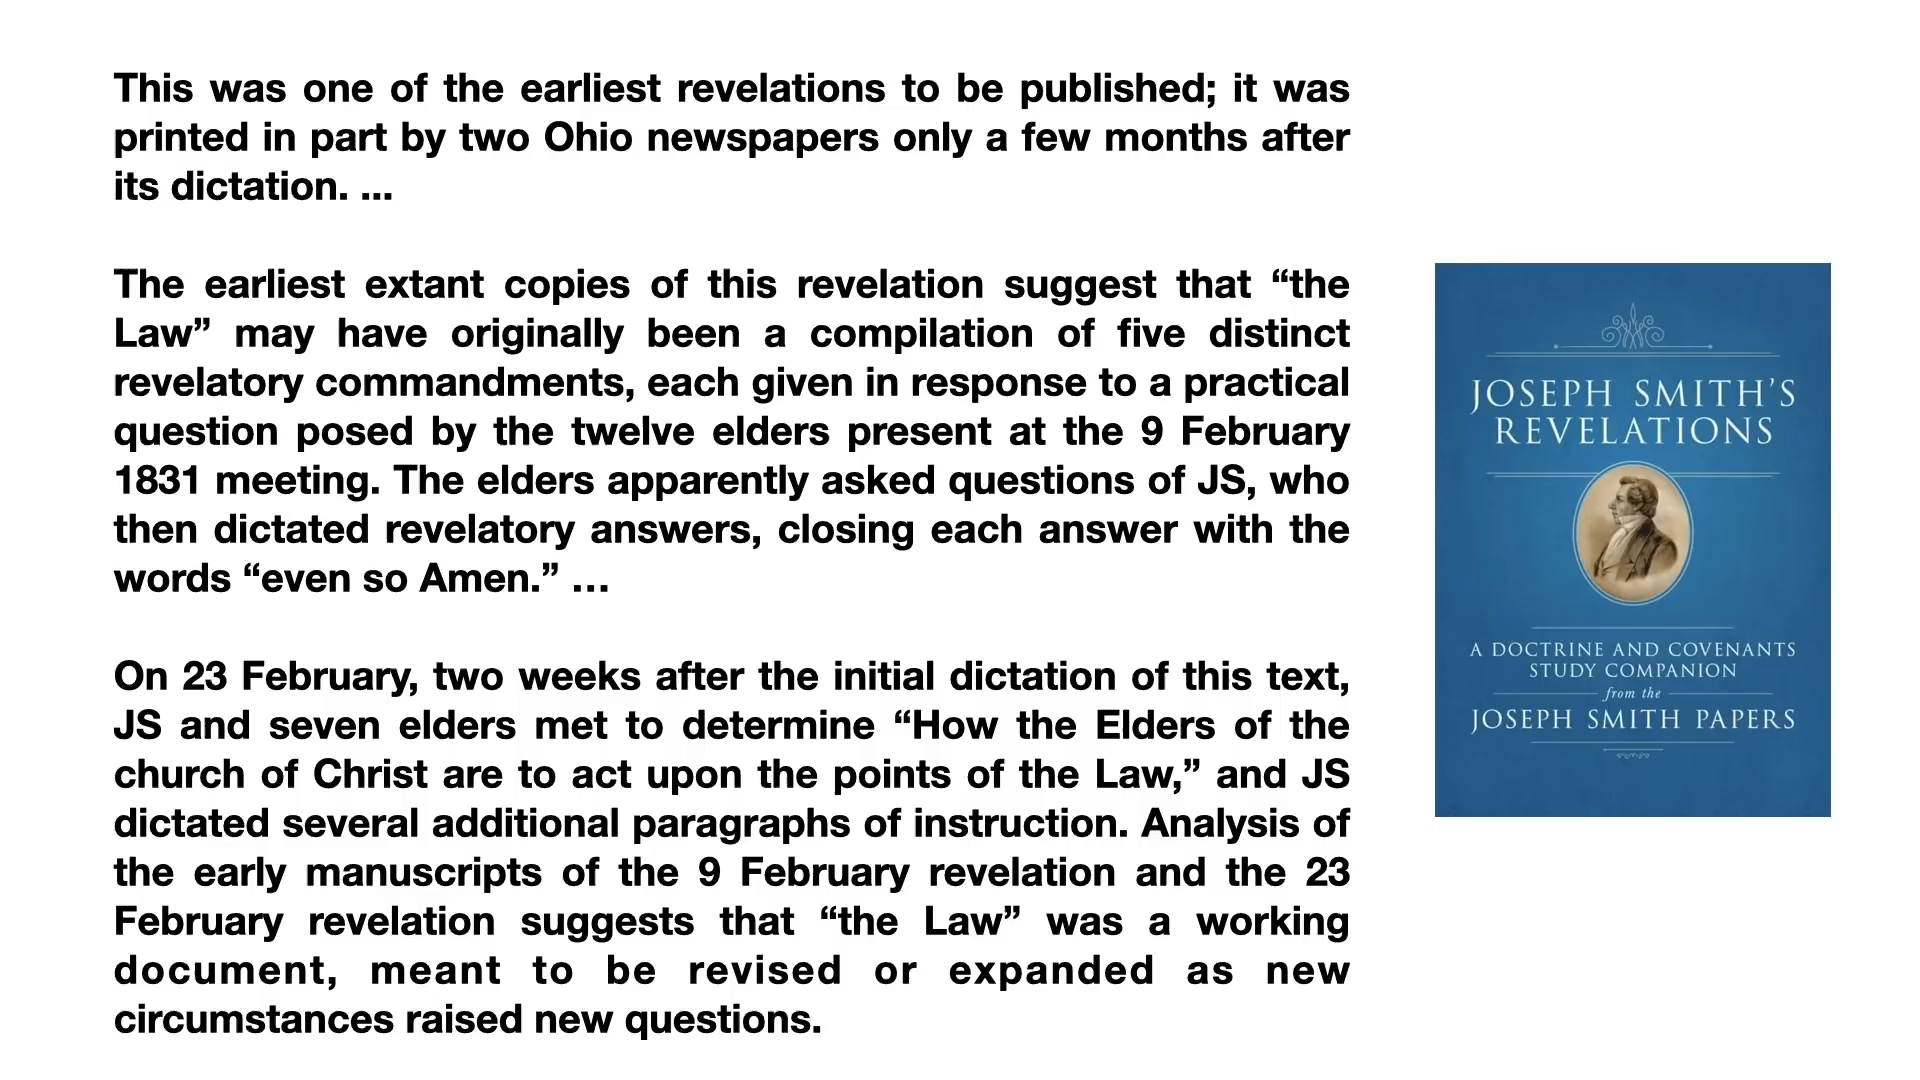 This was one of the earliest revelations to be published; it was
printed in part by two Ohio newspapers only a few months after
its dictation. ...
The earliest extant copies of this revelation suggest that “the
Law” may have originally been a compilation of five distinct
revelatory commandments, each given in response to a practical
question posed by the twelve elders present at the 9 February
1831 meeting. The elders apparently asked questions of JS, who
then dictated revelatory answers, closing each answer with the
words “even so Amen.” …
On 23 February, two weeks after the initial dictation of this text,
JS and seven elders met to determine “How the Elders of the
church of Christ are to act upon the points of the Law,” and JS
dictated several additional paragraphs of instruction. Analysis of
the early manuscripts of the 9 February revelation and the 23
February revelation suggests that “the Law” was a working
document, meant to be revised or expanded as new
circumstances raised new questions.
JOSEPH SMITH’S
REVELATIONS
A DOCTRINE AND COVENANTS
STUDY COMPANION
from the
JOSEPH SMITH PAPERS